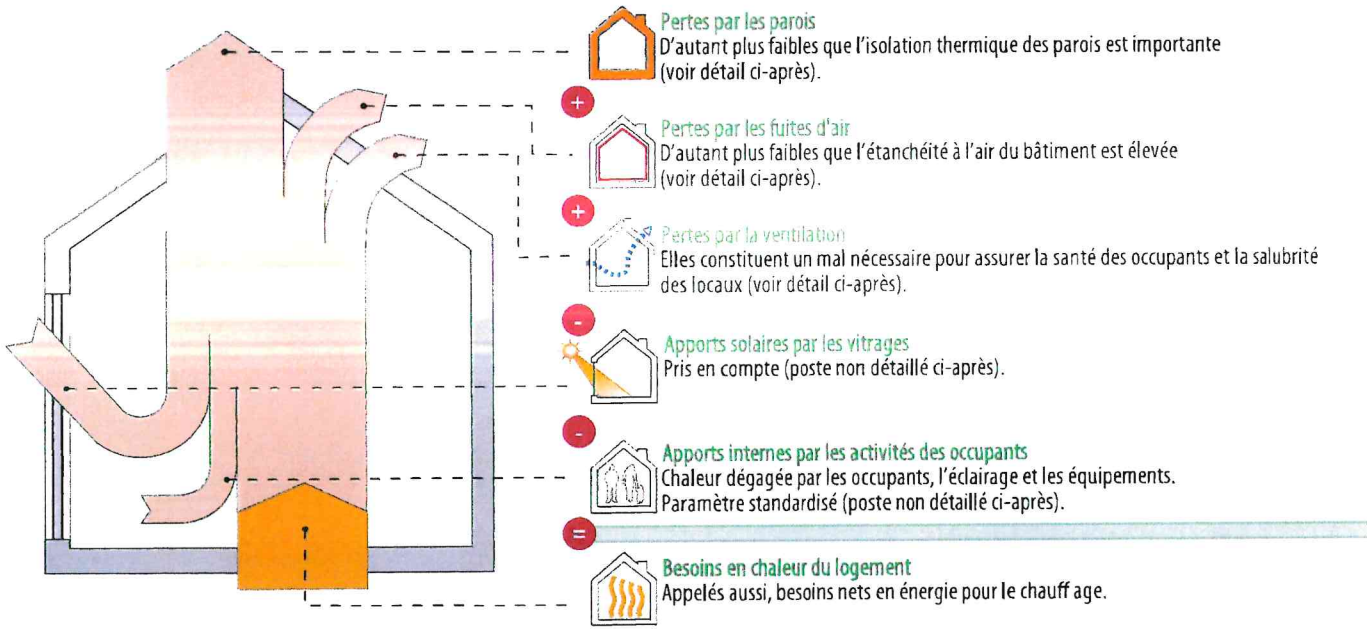 Pertes par les parois
D'autant plus faibles que l'isolation thermique des parois est importante
(voir détail ci-après).
+
Pertes par les fuites d'air
D'autant plus faibles que l'étanchéité à l'air du bâtiment est élevée
(voir détail ci-après).
+
Pertes par la ventilation
Elles constituent un mal nécessaire pour assurer la santé des occupants et la salubrité
des locaux (voir détail ci-après).
-
Apports solaires par les vitrages
Pris en compte (poste non détaillé ci-après).
-
Apports internes par les activités des occupants
Chaleur dégagée par les occupants, l'éclairage et les équipements.
Paramètre standardisé (poste non détaillé ci-après).
=
Besoins en chaleur du logement
Appelés aussi, besoins nets en énergie pour le chauff age.